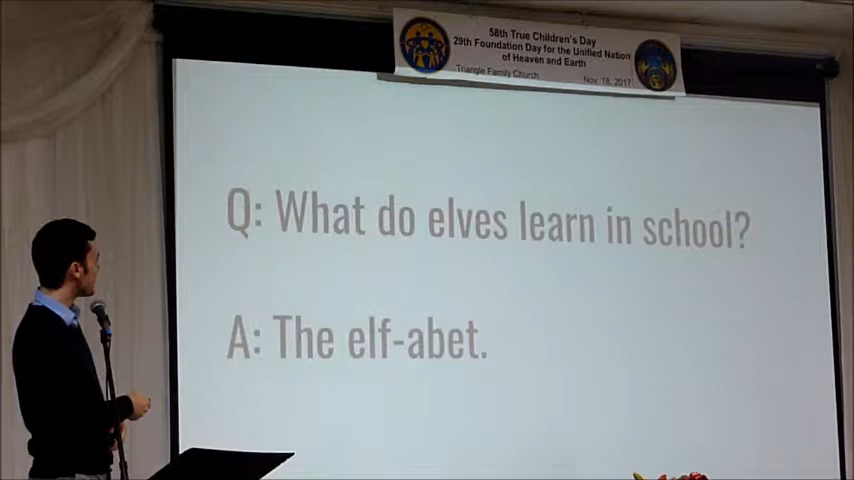 58th True Children's Day
29th Foundation Day for the Unified Nation
of Heaven and Earth
Triangle Family Church Nov. 18, 2017
Q: What do elves learn in school?
A: The elf-abet.